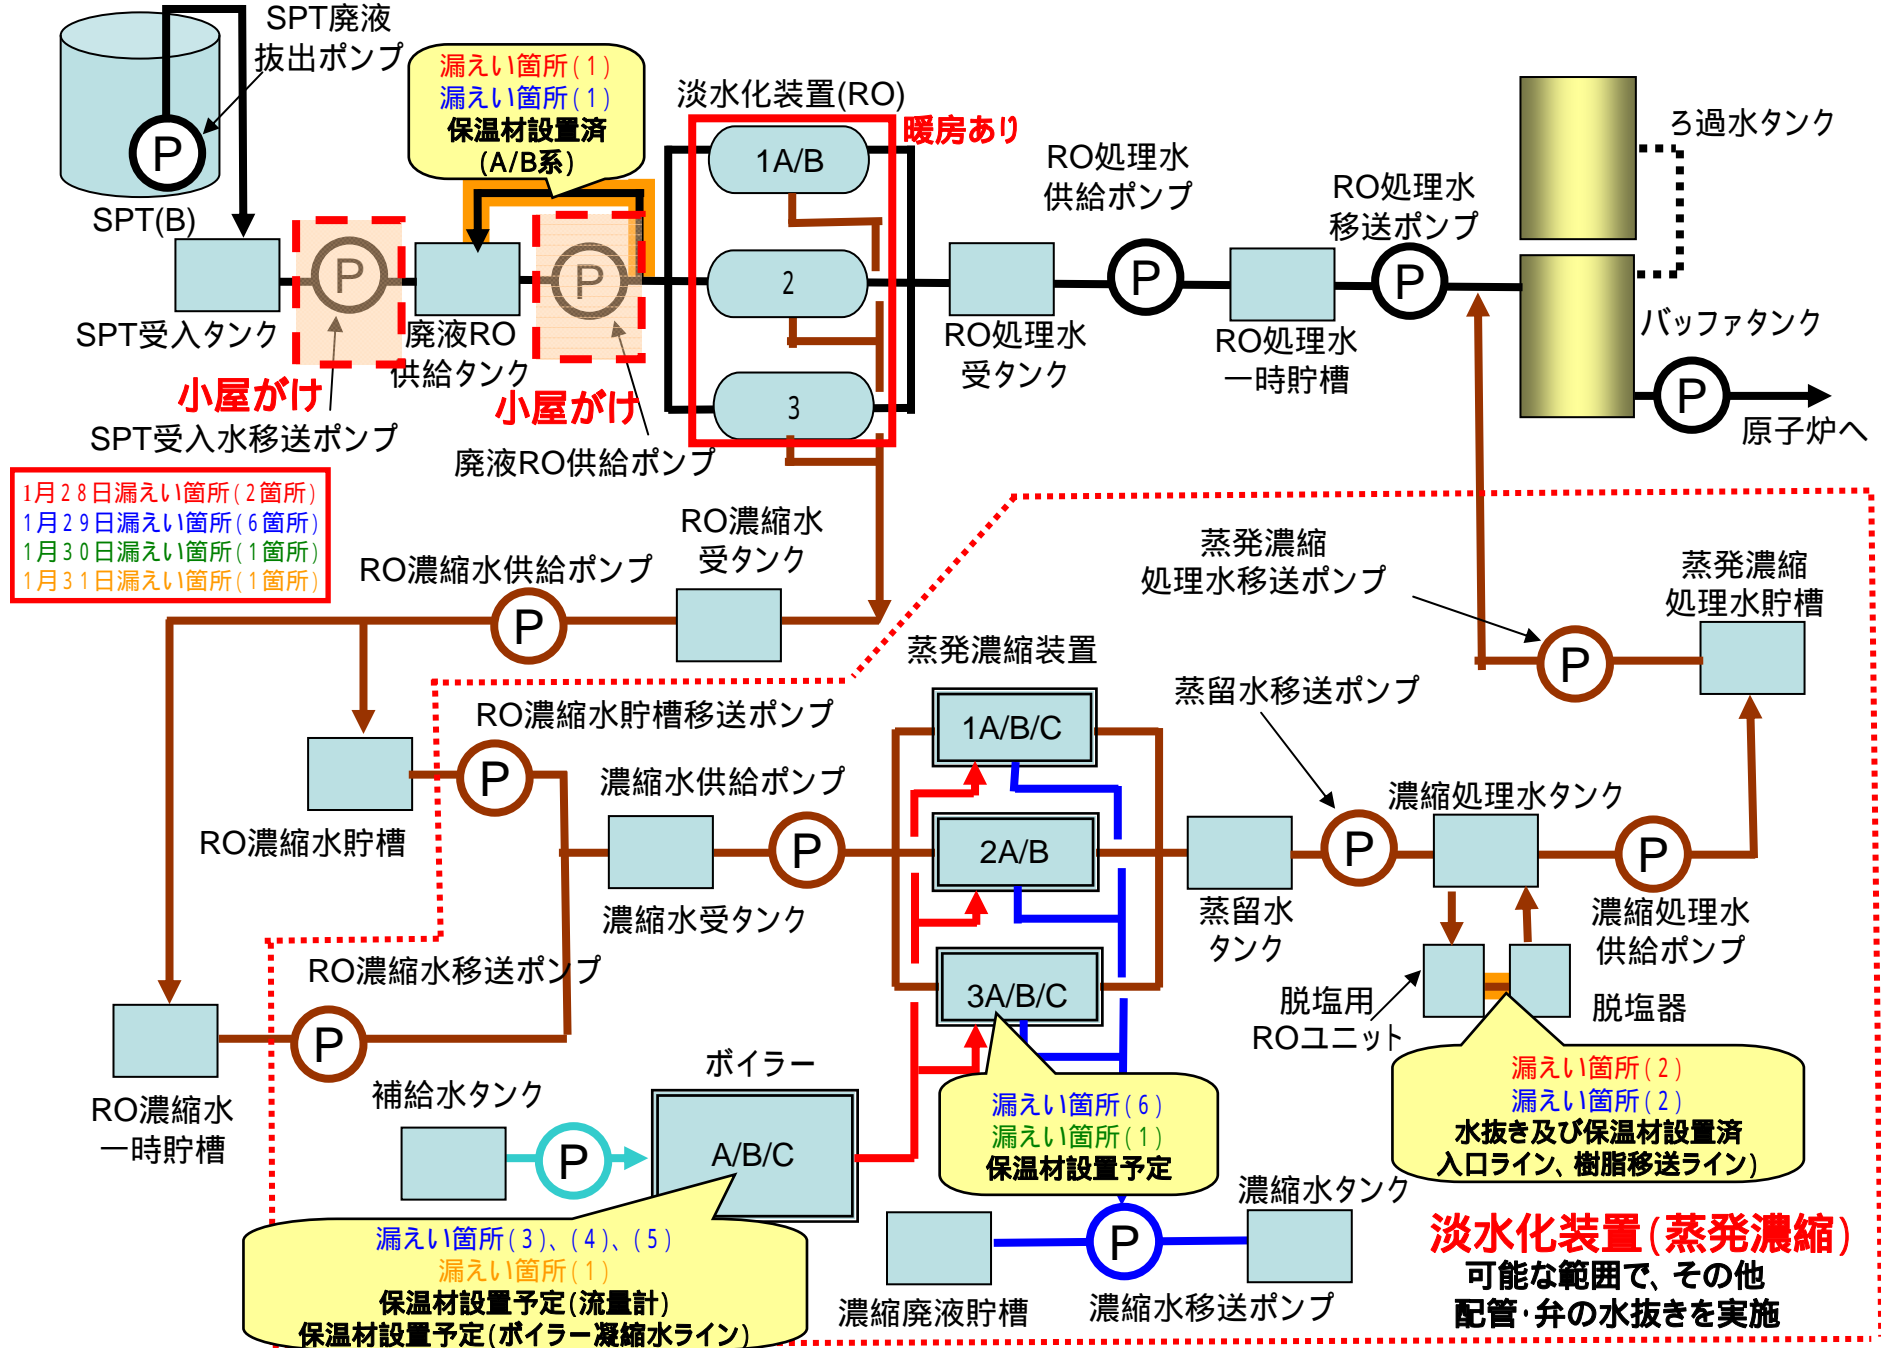 SPT廃液
抜出ポンプ
P
SPT(B)
漏えい箇所(1)
漏えい箇所(1)
保温材設置済
(A/B系)
淡水化装置(RO)
暖房あり
1A/B
2
3
RO処理水
供給ポンプ
RO処理水
移送ポンプ
ろ過水タンク
P
P
P
P
SPT受入タンク
廃液RO
供給タンク
RO処理水
受タンク
RO処理水
一時貯槽
バッファタンク
P
原子炉へ
小屋がけ
小屋がけ
SPT受入水移送ポンプ
廃液RO供給ポンプ
1月28日漏えい箇所(2箇所)
1月29日漏えい箇所(6箇所)
1月30日漏えい箇所(1箇所)
1月31日漏えい箇所(1箇所)
RO濃縮水供給ポンプ
P
RO濃縮水
受タンク
蒸発濃縮
処理水移送ポンプ
蒸発濃縮
処理水貯槽
P
蒸発濃縮装置
1A/B/C
2A/B
3A/B/C
蒸留水移送ポンプ
RO濃縮水貯槽移送ポンプ
P
濃縮水供給ポンプ
P
濃縮処理水タンク
P
P
RO濃縮水貯槽
濃縮水受タンク
蒸留水
タンク
濃縮処理水
供給ポンプ
RO濃縮水移送ポンプ
P
脱塩用
ROユニット
脱塩器
RO濃縮水
一時貯槽
ボイラー
補給水タンク
P
A/B/C
漏えい箇所(6)
漏えい箇所(1)
保温材設置予定
漏えい箇所(2)
漏えい箇所(2)
水抜き及び保温材設置済
入口ライン、樹脂移送ライン)
漏えい箇所(3)、(4)、(5)
漏えい箇所(1)
保温材設置予定(流量計)
保温材設置予定(ボイラー凝縮水ライン)
濃縮水タンク
P
濃縮廃液貯槽
濃縮水移送ポンプ
淡水化装置(蒸発濃縮)
可能な範囲で、その他
配管・弁の水抜きを実施